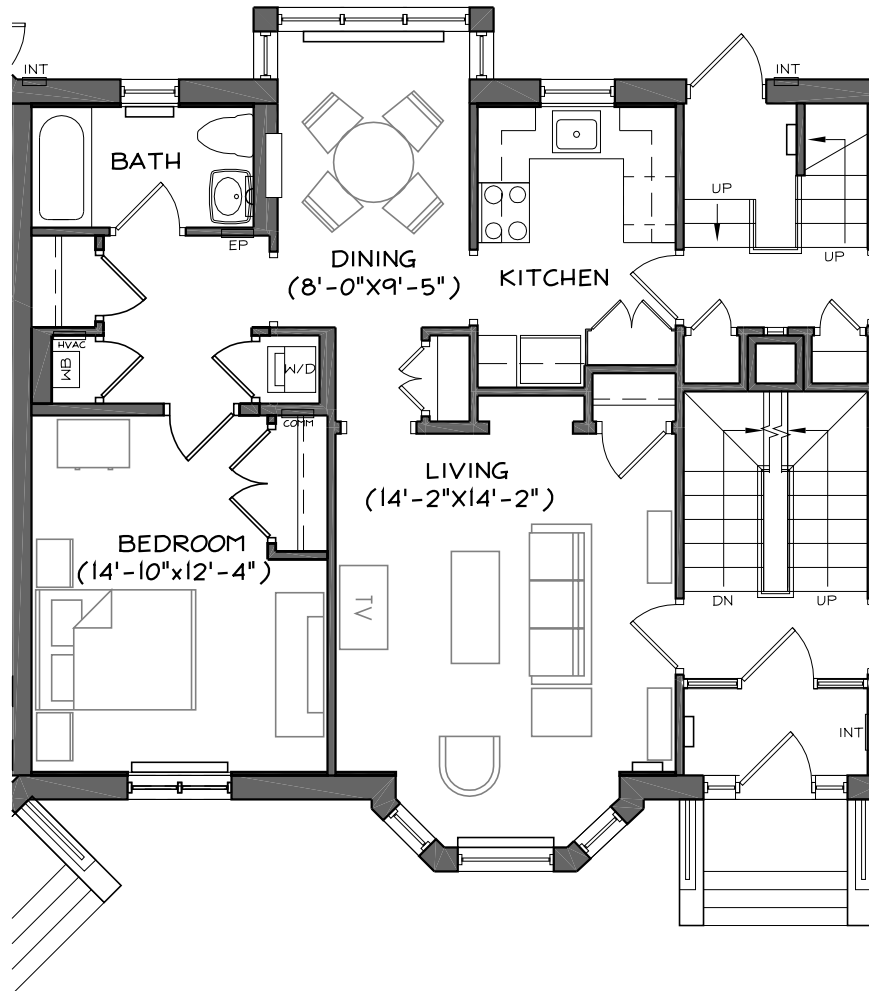 INT
INT
BATH
UP
EP
DINING
(8'-0"X9'-5")
KITCHEN
UP
HVAC
MB
W/D
COMM
LIVING
(14'-2"X14'-2")
BEDROOM
(14'-10"x12'-4")
TV
DN
UP
INT